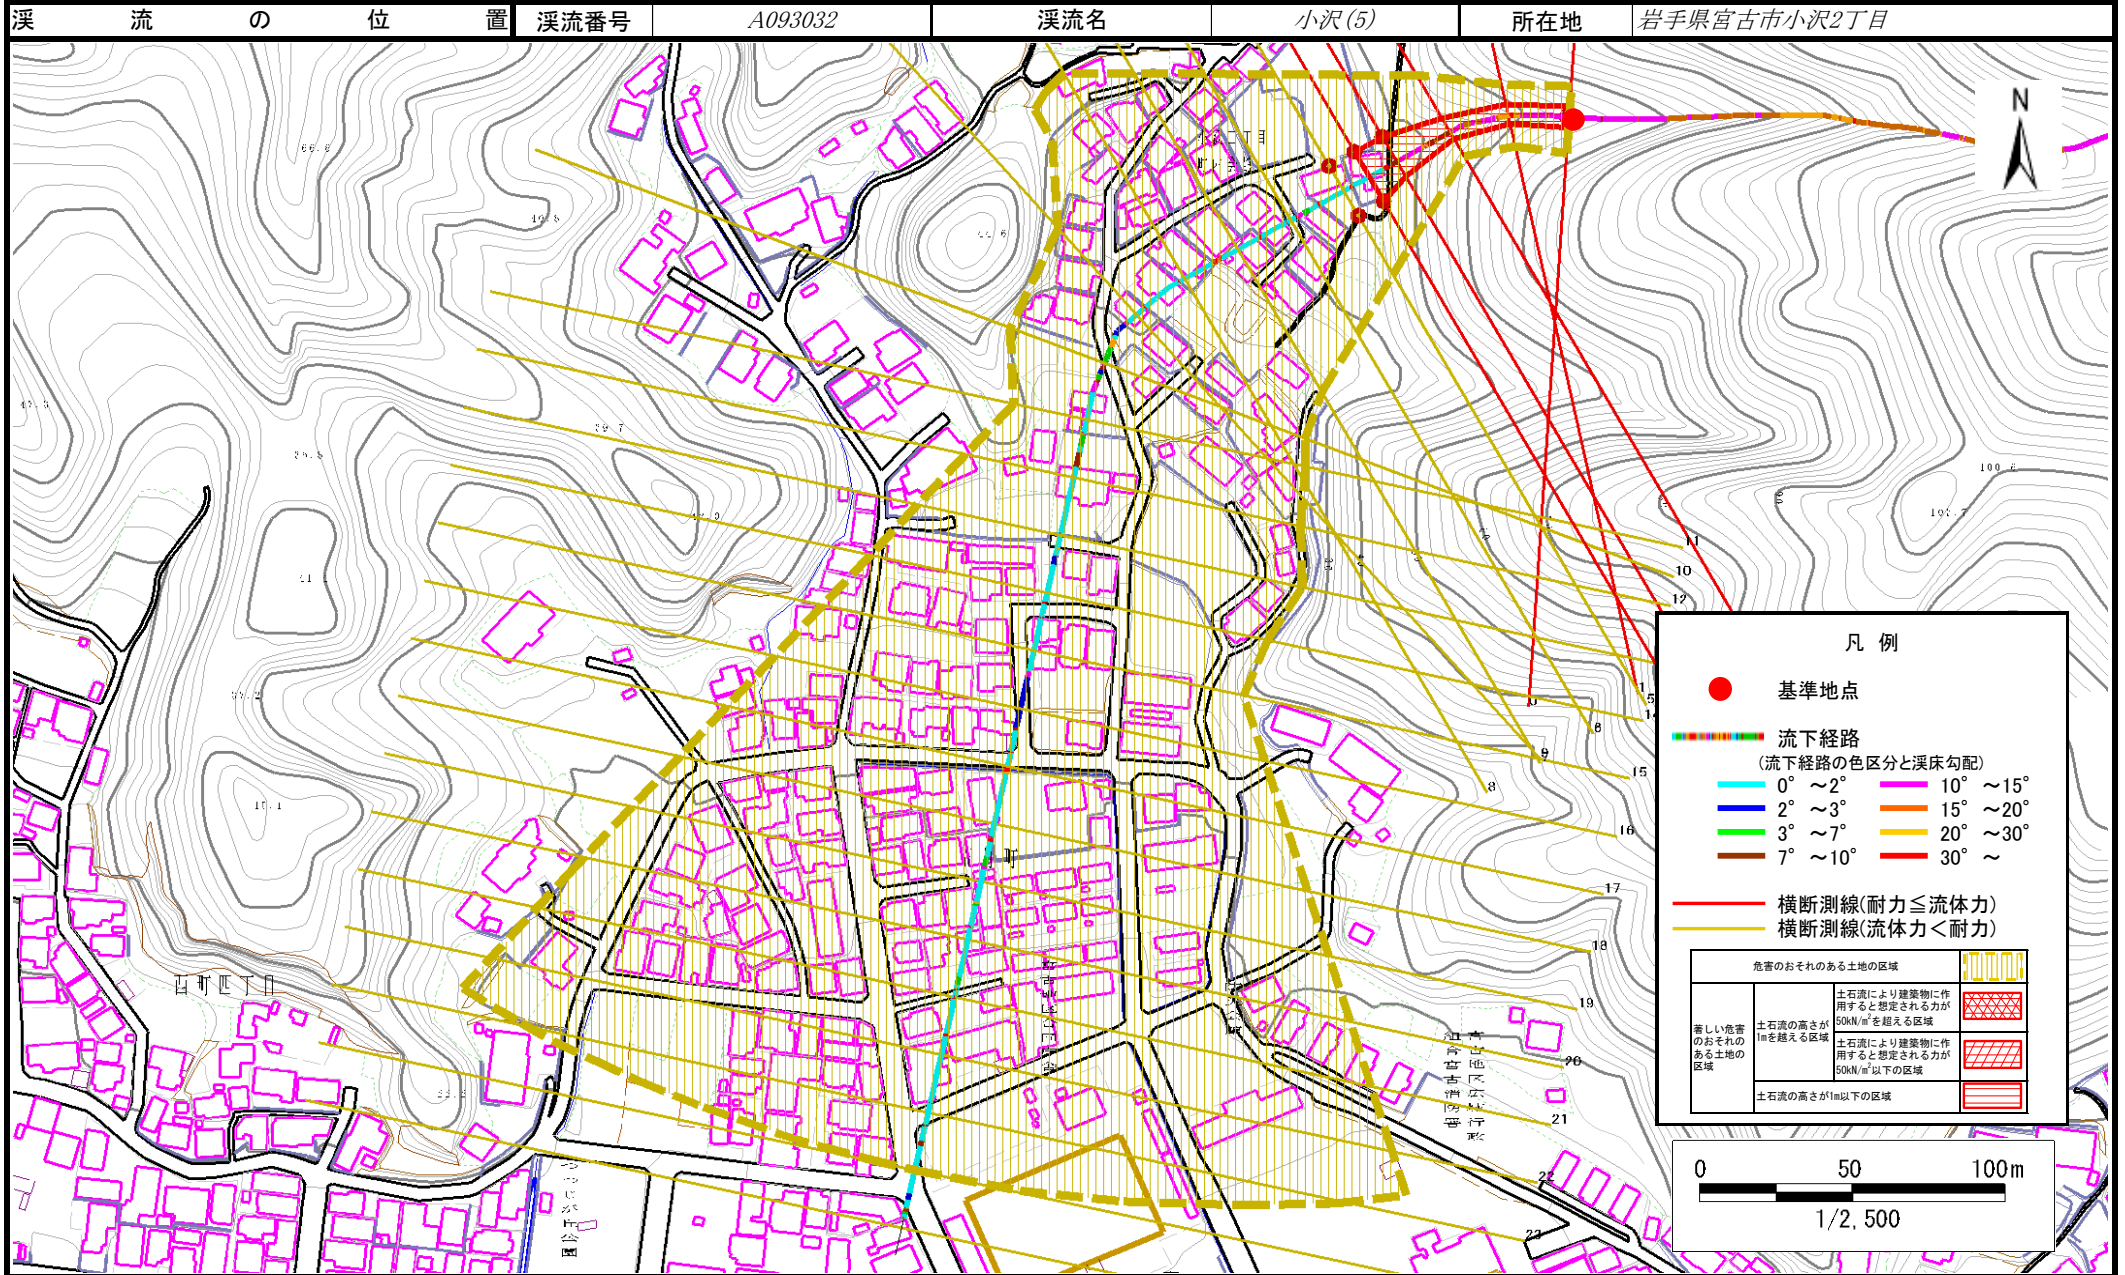 溪流の位置 溪流番号 A093032 溪流名 小沢(5) 所在地 岩手県宮古市小沢2丁目
N
66.6
100.6
11
10
12
1
5
6
9
8
15
16
17
18
19
20
21
22
23
凡 例
基準地点
流下経路
(流下経路の色区分と渓床勾配)
0° ～2° 10° ～15°
2° ～3° 15° ～20°
3° ～7° 20° ～30°
7° ～10° 30° ～
横断測線(耐力≦流体力)
横断測線(流体力＜耐力)
危害のおそれのある土地の区域
著しい危害のおそれのある土地の区域
土石流の高さが1mを越える区域
土石流により建築物に作用すると想定される力が50kN/m²を超える区域
土石流により建築物に作用すると想定される力が50kN/m²以下の区域
土石流の高さが1m以下の区域
0 50 100m
1/2,500